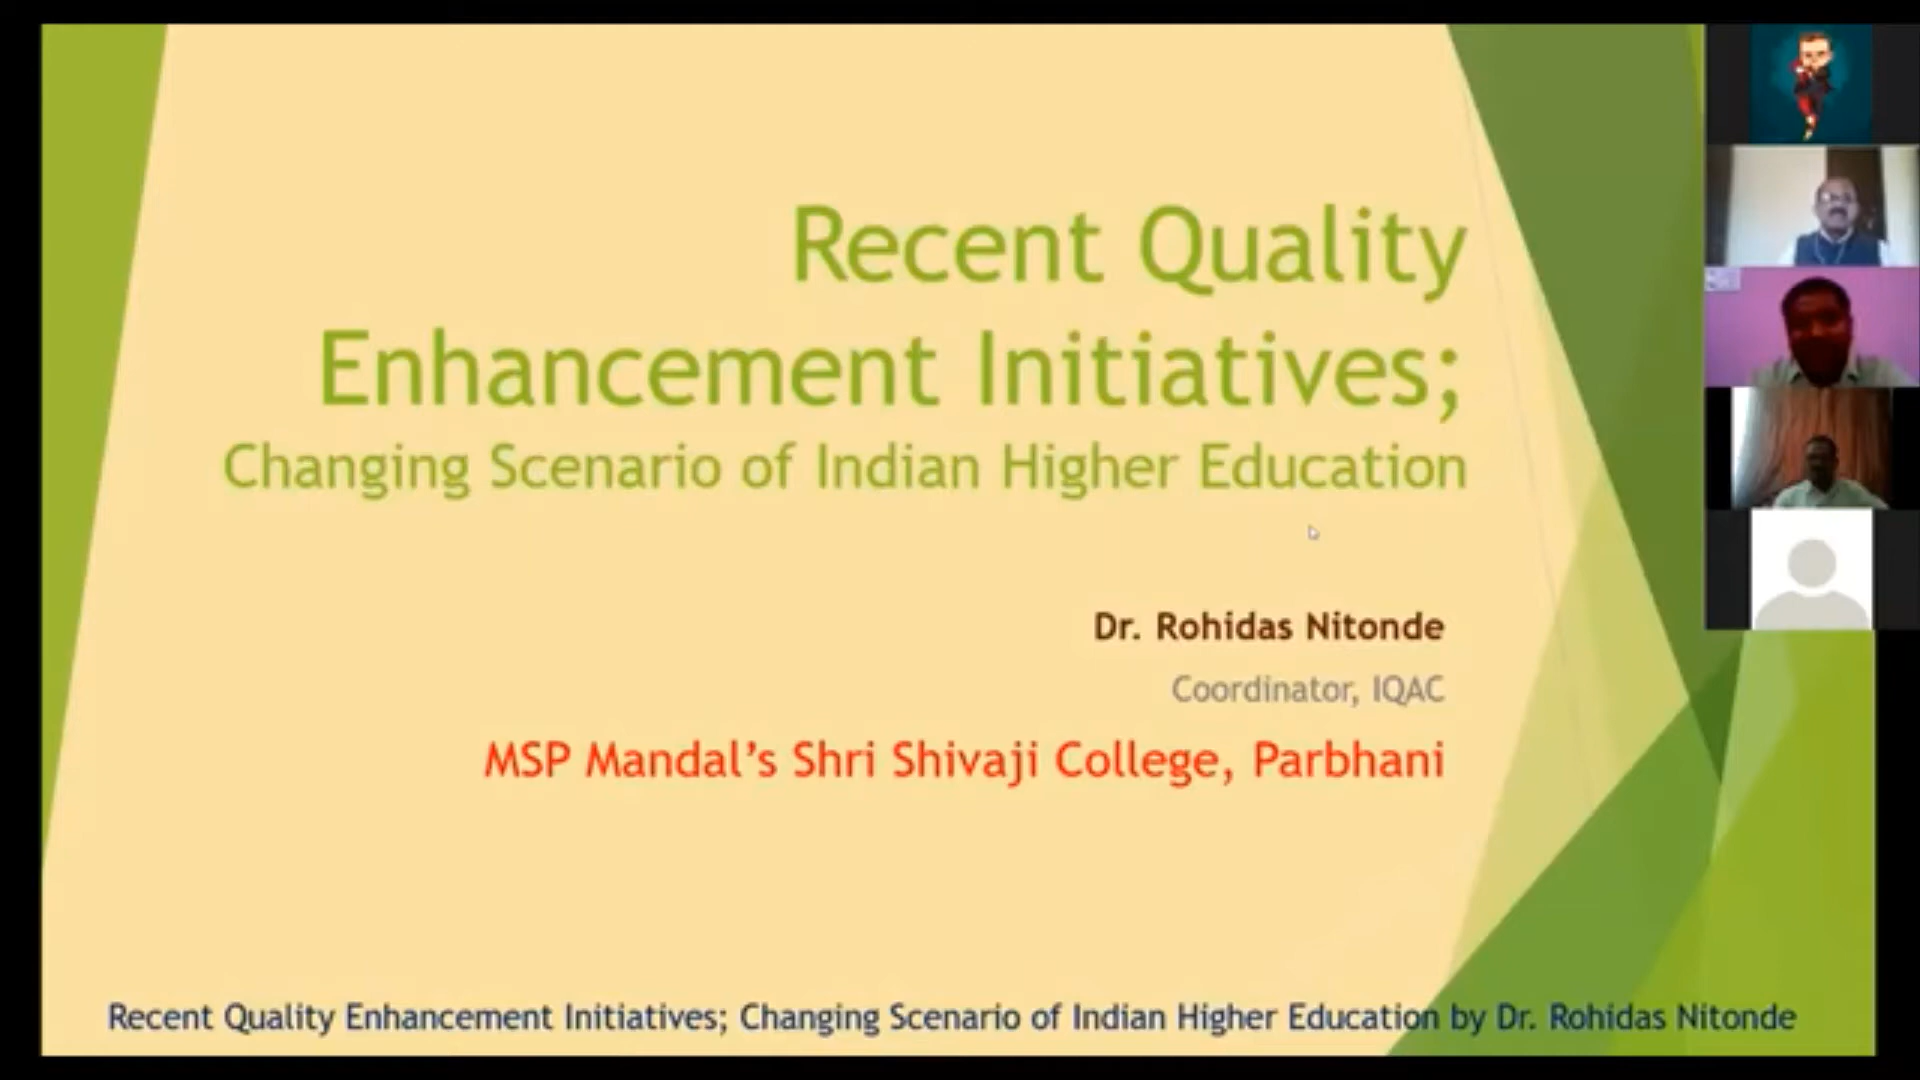 Recent Quality
Enhancement Initiatives;
Changing Scenario of Indian Higher Education
Dr. Rohidas Nitonde
Coordinator, IQAC
MSP Mandal’s Shri Shivaji College, Parbhani
Recent Quality Enhancement Initiatives; Changing Scenario of Indian Higher Education by Dr. Rohidas Nitonde